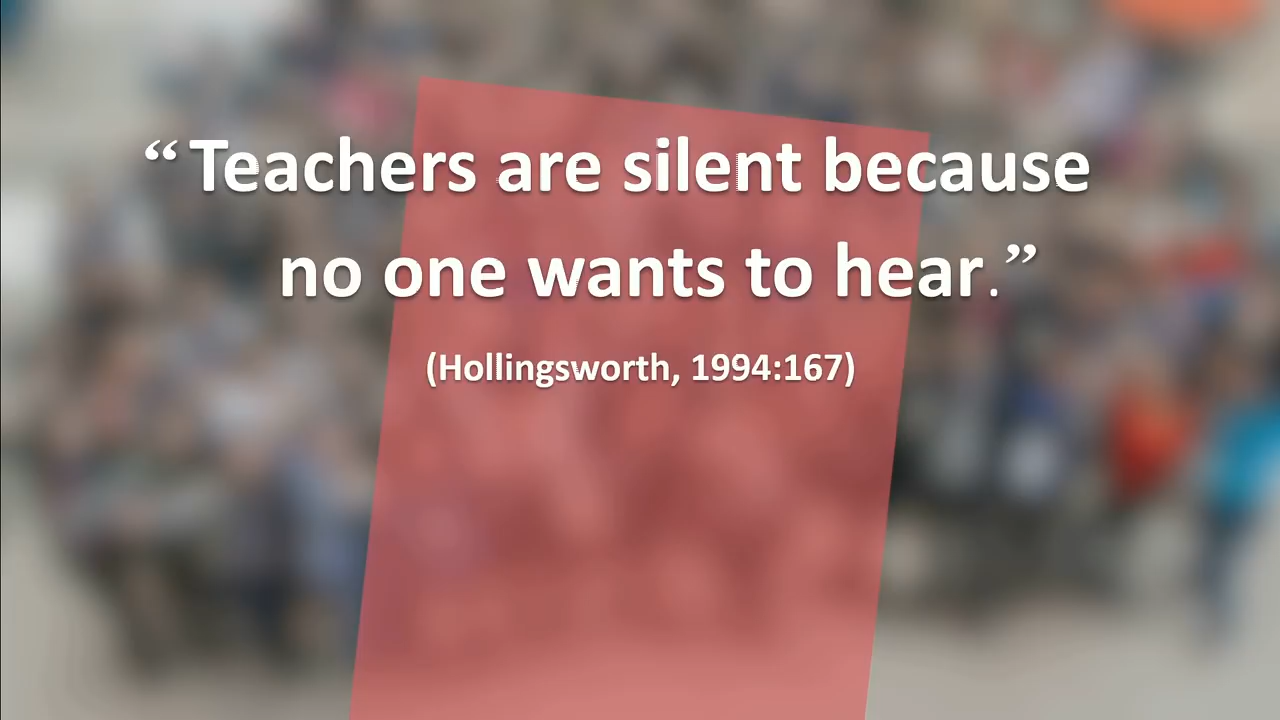 “Teachers are silent because
no one wants to hear.”
(Hollingsworth, 1994:167)